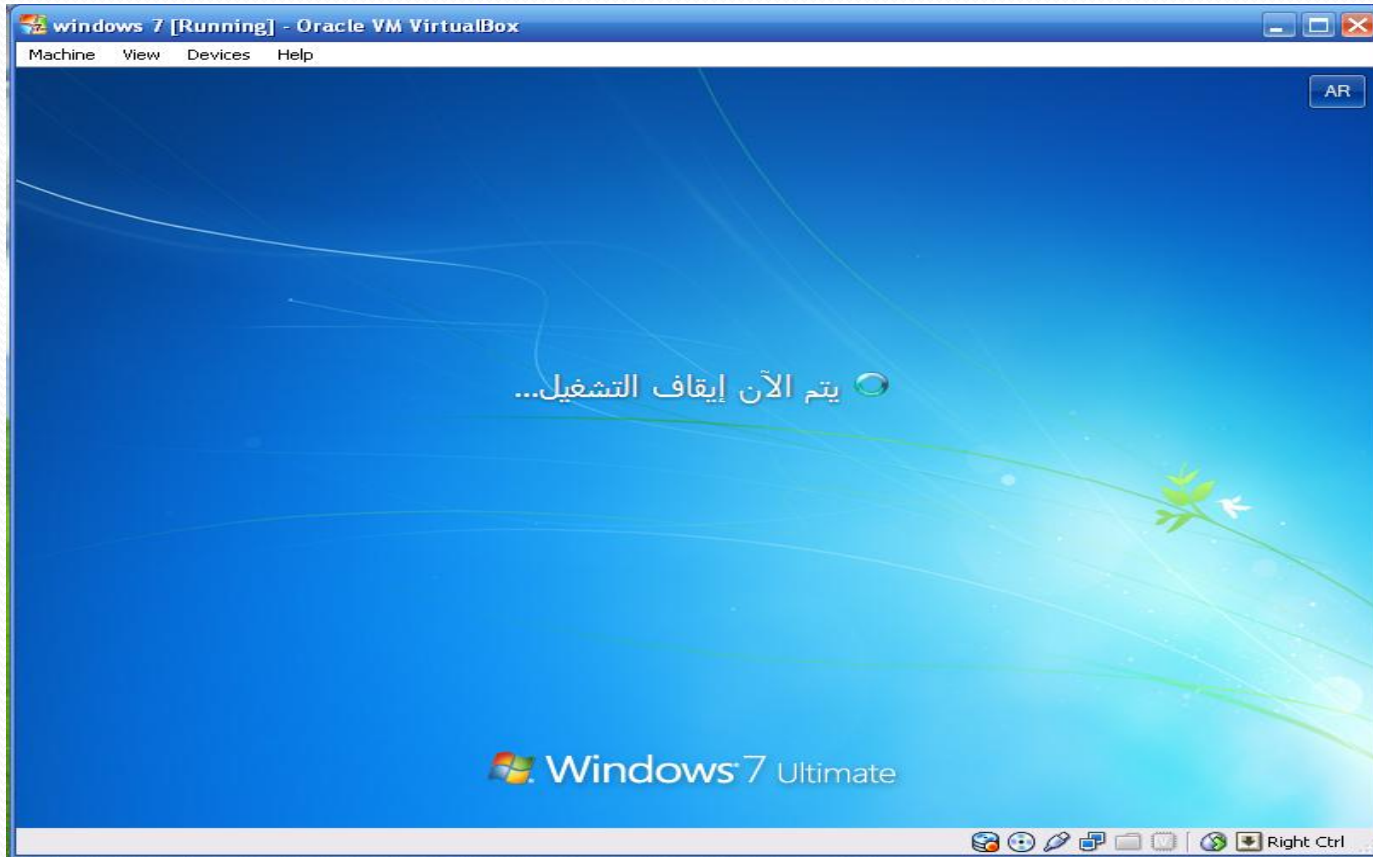 windows 7 [Running] - Oracle VM VirtualBox
Machine View Devices Help
AR
يتم الآن إيقاف التشغيل...
Windows 7 Ultimate
Right Ctrl